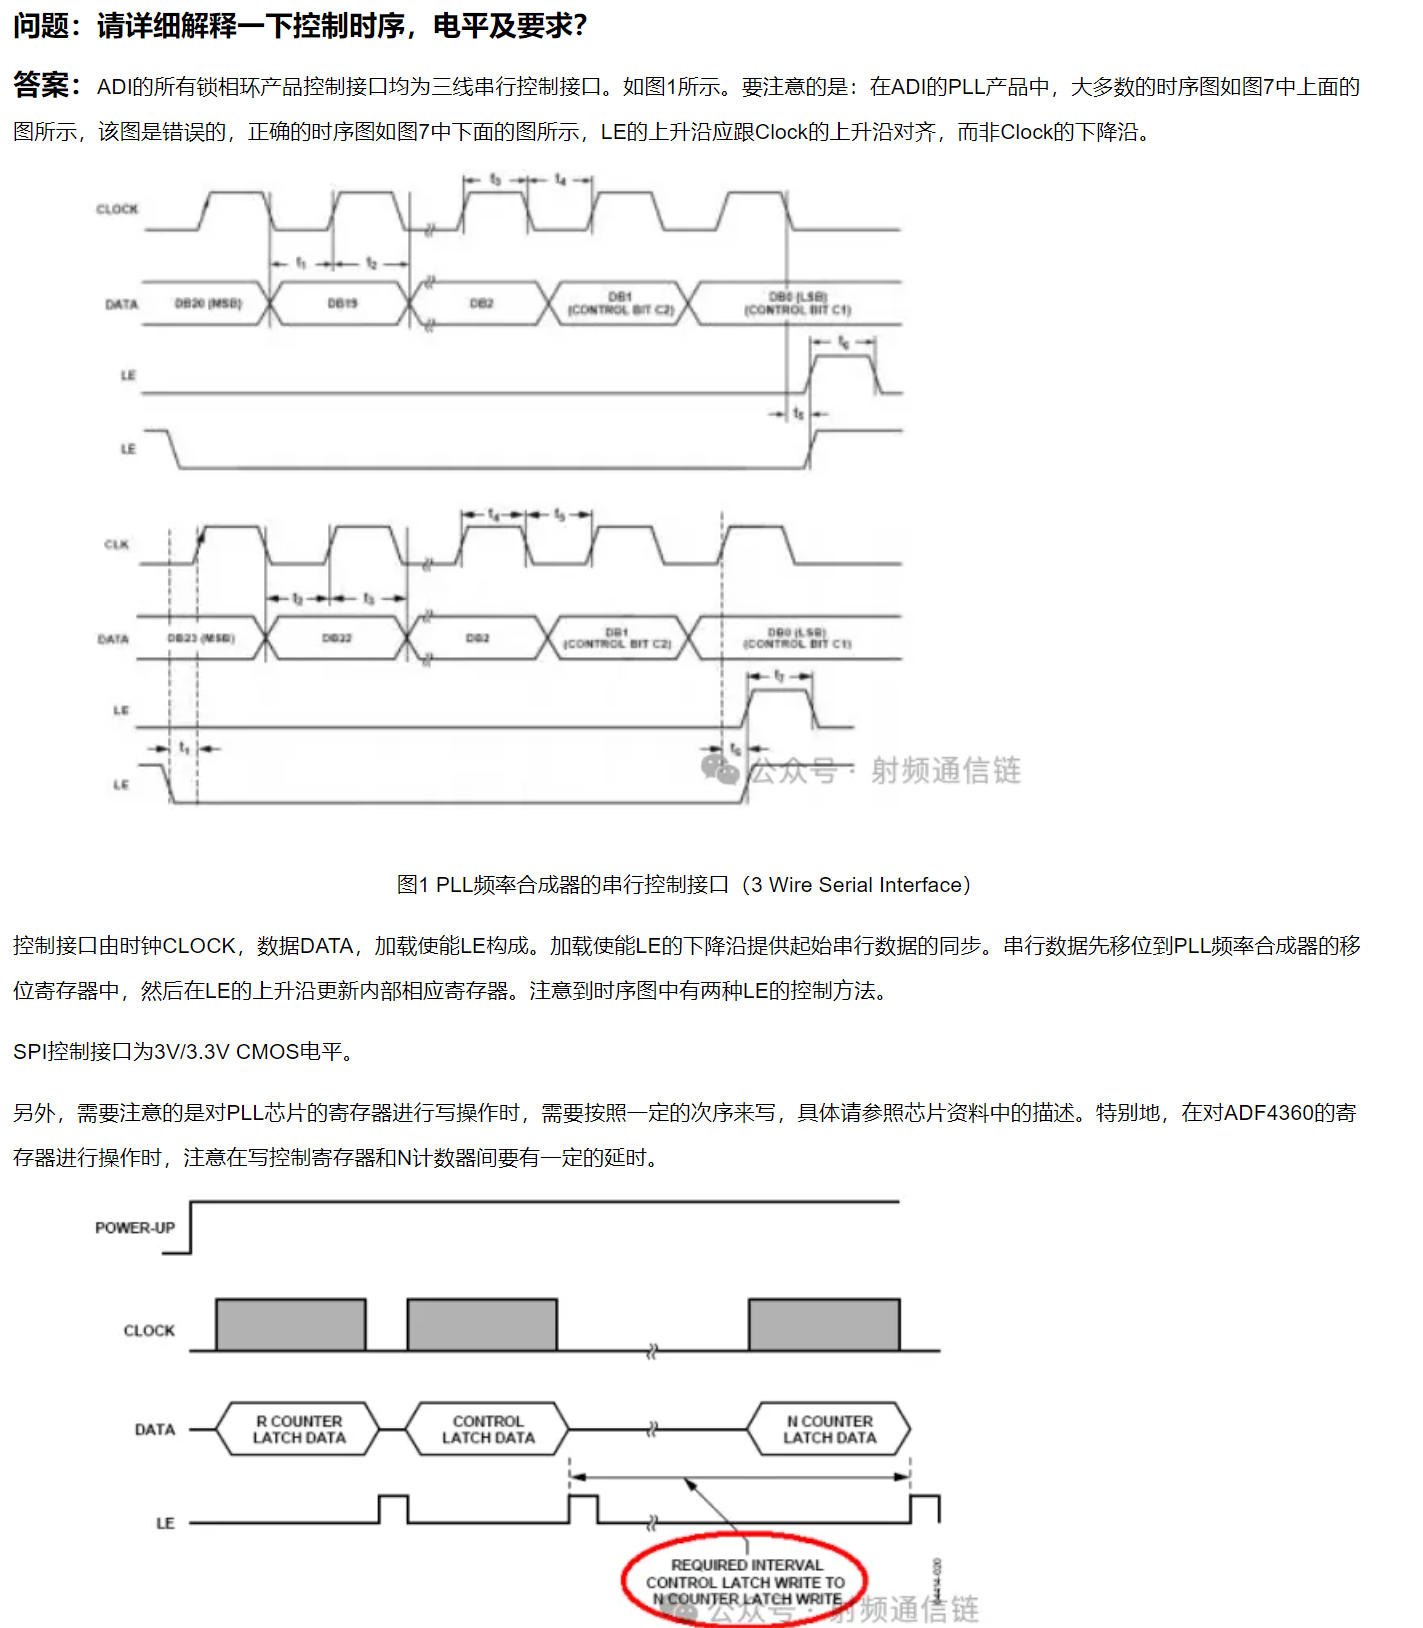 问题：请详细解释一下控制时序，电平及要求？
答案：ADI的所有锁相环产品控制接口均为三线串行控制接口。如图1所示。要注意的是：在ADI的PLL产品中，大多数的时序图如图7中上面的
图所示，该图是错误的，正确的时序图如图7中下面的图所示，LE的上升沿应跟Clock的上升沿对齐，而非Clock的下降沿。
t3 t4
CLOCK
t1 t2
DATA DB20 (MSB) DB19 DB2 DB1 (CONTROL BIT C2) DB0 (LSB) (CONTROL BIT C1)
t6
LE
t5
LE
t4 t5
CLK
t2 t3
DATA DB23 (MSB) DB22 DB2 DB1 (CONTROL BIT C2) DB0 (LSB) (CONTROL BIT C1)
t7
LE
t1 t6
LE
公众号 · 射频通信链
图1 PLL频率合成器的串行控制接口（3 Wire Serial Interface）
控制接口由时钟CLOCK，数据DATA，加载使能LE构成。加载使能LE的下降沿提供起始串行数据的同步。串行数据先移位到PLL频率合成器的移
位寄存器中，然后在LE的上升沿更新内部相应寄存器。注意到时序图中有两种LE的控制方法。
SPI控制接口为3V/3.3V CMOS电平。
另外，需要注意的是对PLL芯片的寄存器进行写操作时，需要按照一定的次序来写，具体请参照芯片资料中的描述。特别地，在对ADF4360的寄
存器进行操作时，注意在写控制寄存器和N计数器间要有一定的延时。
POWER-UP
CLOCK
DATA
R COUNTER
LATCH DATA
CONTROL
LATCH DATA
N COUNTER
LATCH DATA
LE
REQUIRED INTERVAL
CONTROL LATCH WRITE TO
N COUNTER LATCH WRITE
公众号 · 射频通信链